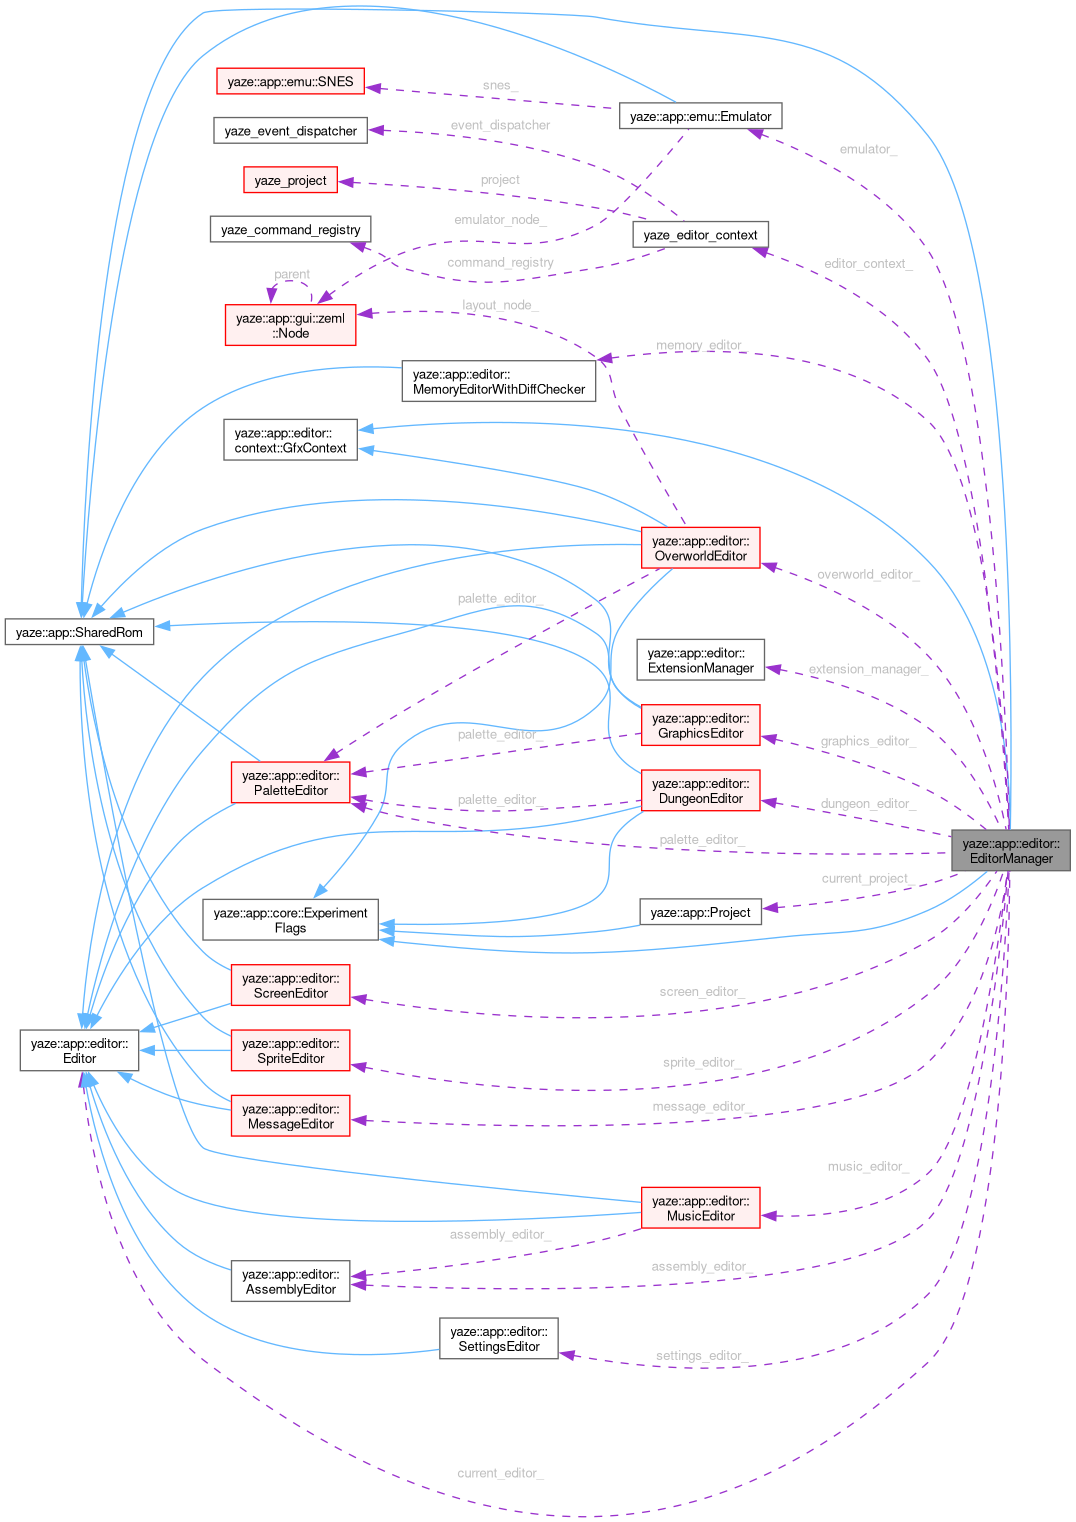 yaze::app::emu::SNES
snes_
yaze::app::emu::Emulator
yaze_event_dispatcher
event_dispatcher
emulator_
yaze_project
project
yaze_command_registry
emulator_node_
yaze_editor_context
command_registry
editor_context_
parent
yaze::app::gui::zeml
::Node
layout_node_
memory_editor_
yaze::app::editor::
MemoryEditorWithDiffChecker
yaze::app::editor::
context::GfxContext
yaze::app::editor::
OverworldEditor
overworld_editor_
palette_editor_
yaze::app::SharedRom
yaze::app::editor::
ExtensionManager
extension_manager_
yaze::app::editor::
GraphicsEditor
graphics_editor_
palette_editor_
yaze::app::editor::
PaletteEditor
palette_editor_
yaze::app::editor::
DungeonEditor
dungeon_editor_
palette_editor_
yaze::app::editor::
EditorManager
current_project_
yaze::app::core::Experiment
Flags
yaze::app::Project
yaze::app::editor::
ScreenEditor
screen_editor_
yaze::app::editor::
Editor
yaze::app::editor::
SpriteEditor
sprite_editor_
yaze::app::editor::
MessageEditor
message_editor_
yaze::app::editor::
MusicEditor
music_editor_
assembly_editor_
yaze::app::editor::
AssemblyEditor
assembly_editor_
yaze::app::editor::
SettingsEditor
settings_editor_
current_editor_